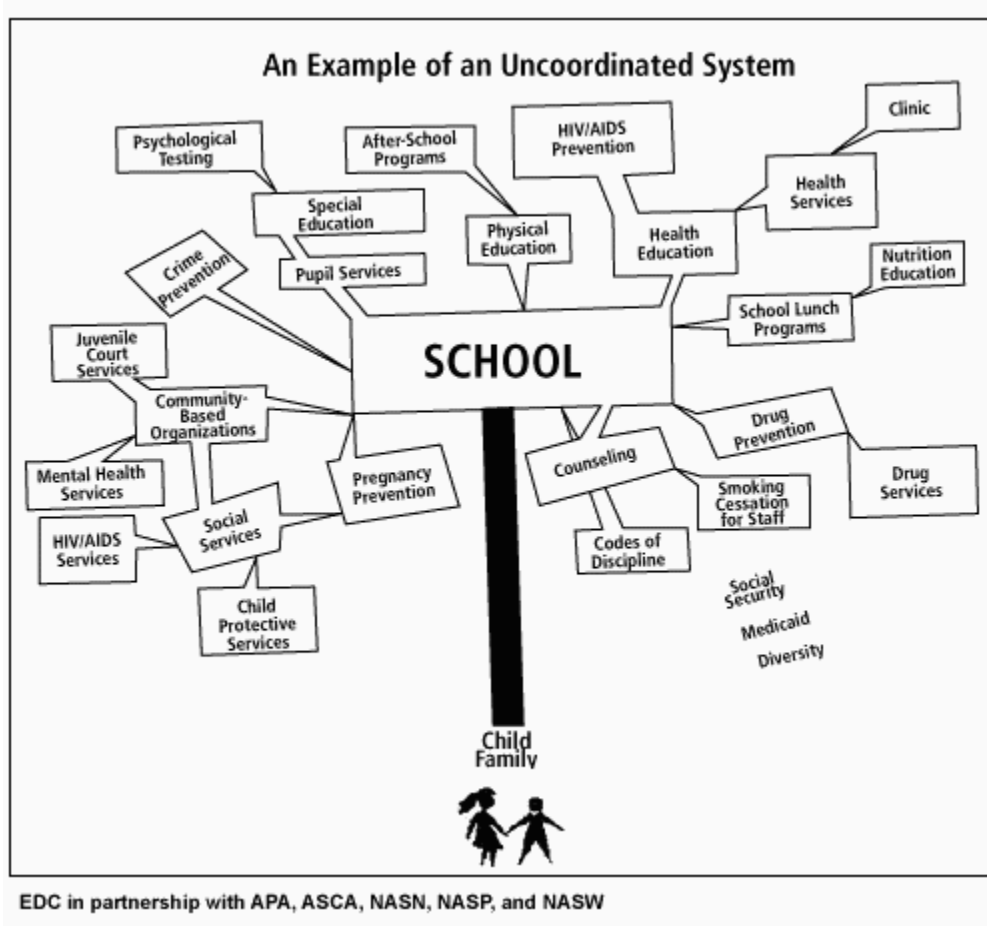 An Example of an Uncoordinated System
Clinic
Psychological
Testing
After-School
Programs
HIV/AIDS
Prevention
Health
Services
Special
Education
Physical
Education
Health
Education
Crime
Prevention
Pupil Services
Nutrition
Education
School Lunch
Programs
SCHOOL
Juvenile
Court
Services
Community-
Based
Organizations
Drug
Prevention
Mental Health
Services
Pregnancy
Prevention
Counseling
Drug
Services
Smoking
Cessation
for Staff
HIV/AIDS
Services
Social
Services
Codes of
Discipline
Child
Protective
Services
Social
Security
Medicaid
Diversity
Child
Family
EDC in partnership with APA, ASCA, NASN, NASP, and NASW